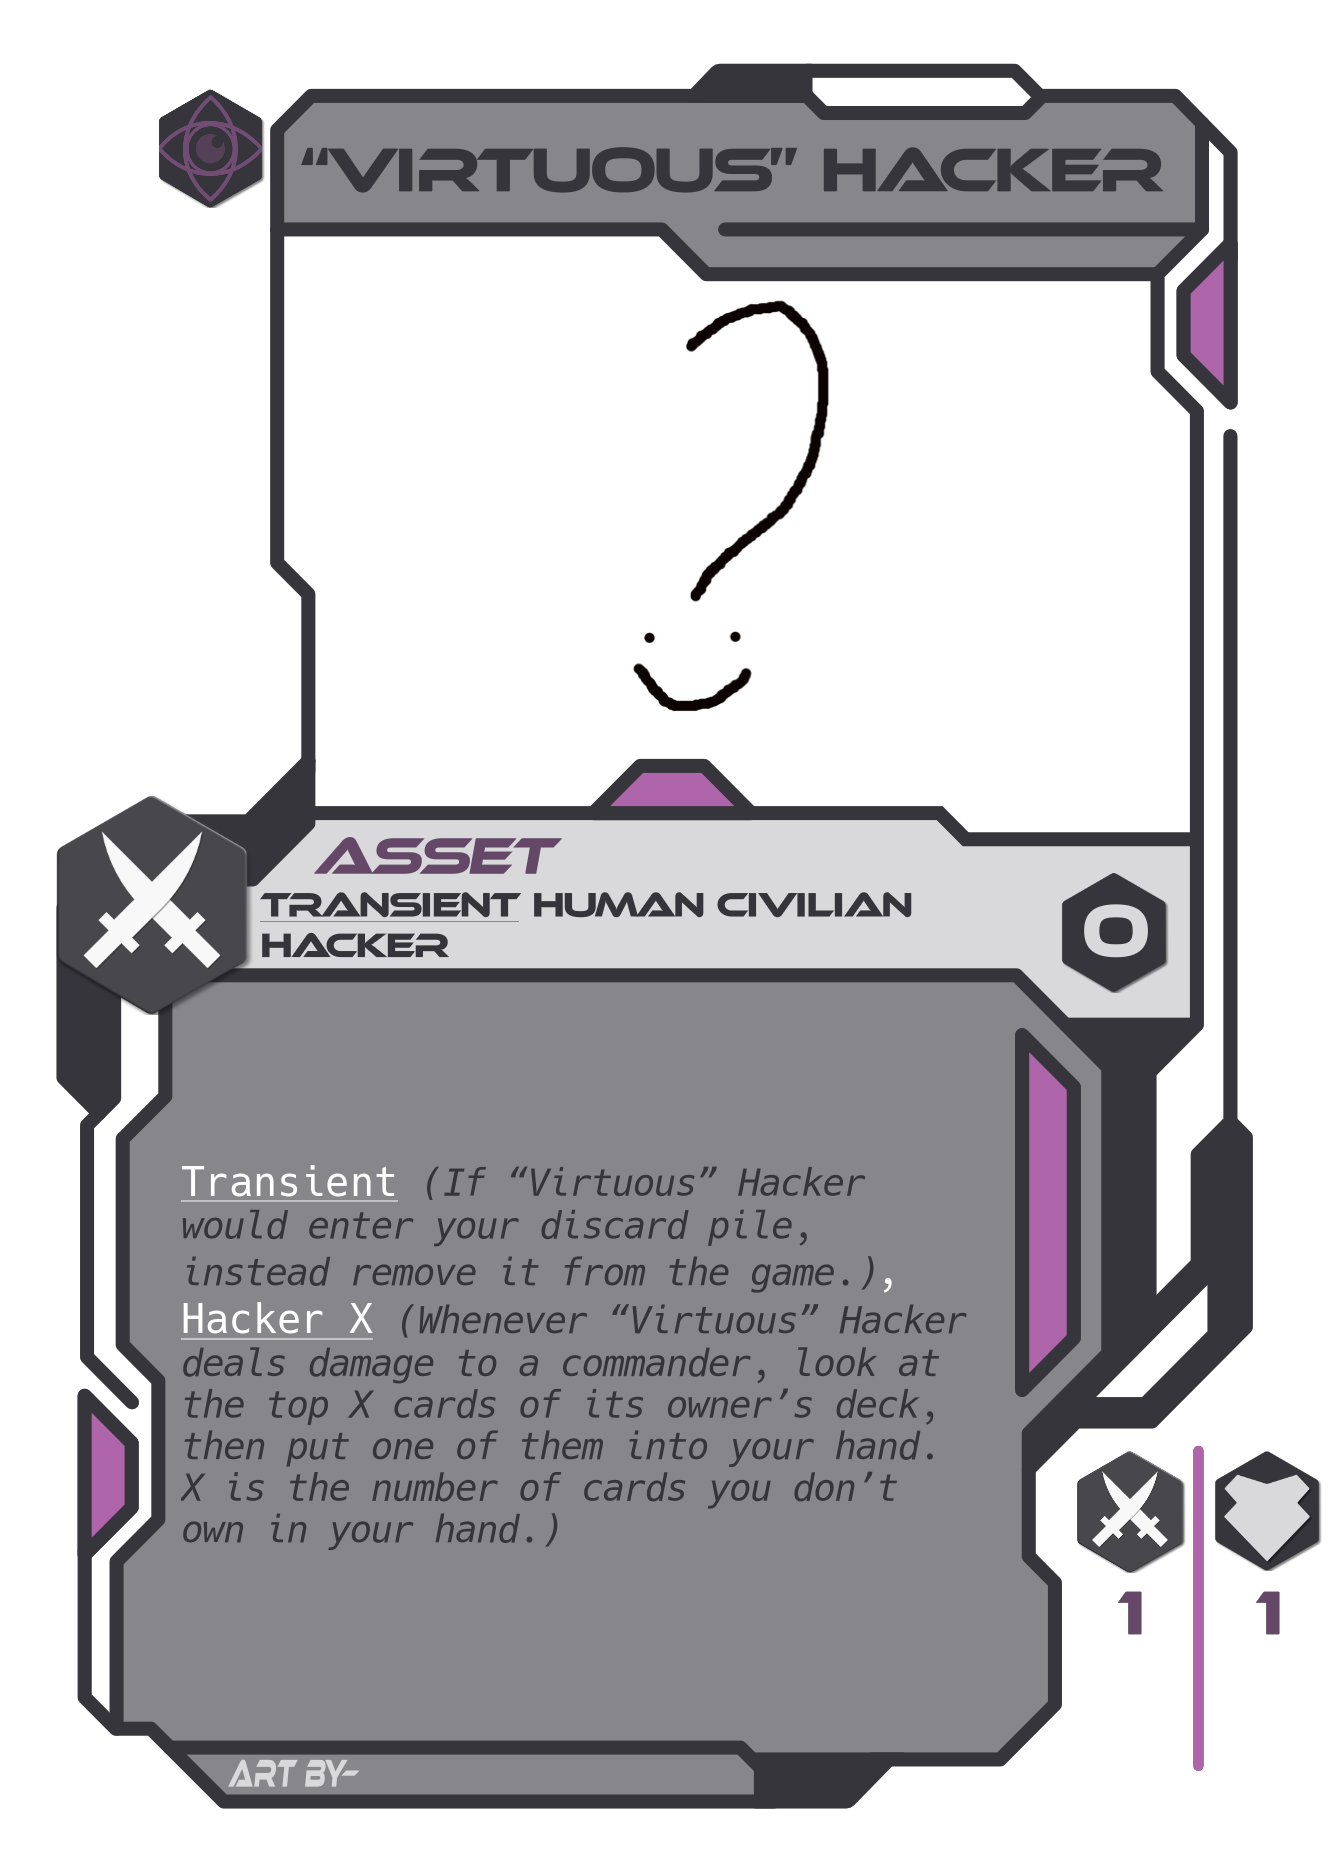 “VIRTUOUS” HACKER
ASSET
TRANSIENT HUMAN CIVILIAN
HACKER
0
Transient (If “Virtuous” Hacker
would enter your discard pile,
instead remove it from the game.),
Hacker X (Whenever “Virtuous” Hacker
deals damage to a commander, look at
the top X cards of its owner’s deck,
then put one of them into your hand.
X is the number of cards you don’t
own in your hand.)
1 1
ART BY-